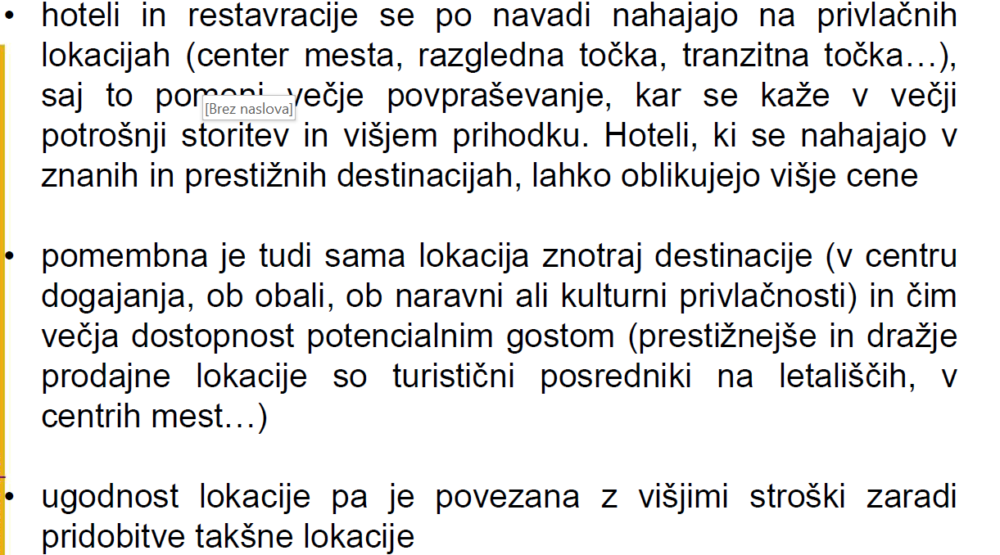 • hoteli in restavracije se po navadi nahajajo na privlačnih
lokacijah (center mesta, razgledna točka, tranzitna točka…),
saj to pomeni večje povpraševanje, kar se kaže v večji
[Brez naslova]
potrošnji storitev in višjem prihodku. Hoteli, ki se nahajajo v
znanih in prestižnih destinacijah, lahko oblikujejo višje cene
• pomembna je tudi sama lokacija znotraj destinacije (v centru
dogajanja, ob obali, ob naravni ali kulturni privlačnosti) in čim
večja dostopnost potencialnim gostom (prestižnejše in dražje
prodajne lokacije so turistični posredniki na letališčih, v
centrih mest…)
• ugodnost lokacije pa je povezana z višjimi stroški zaradi
pridobitve takšne lokacije